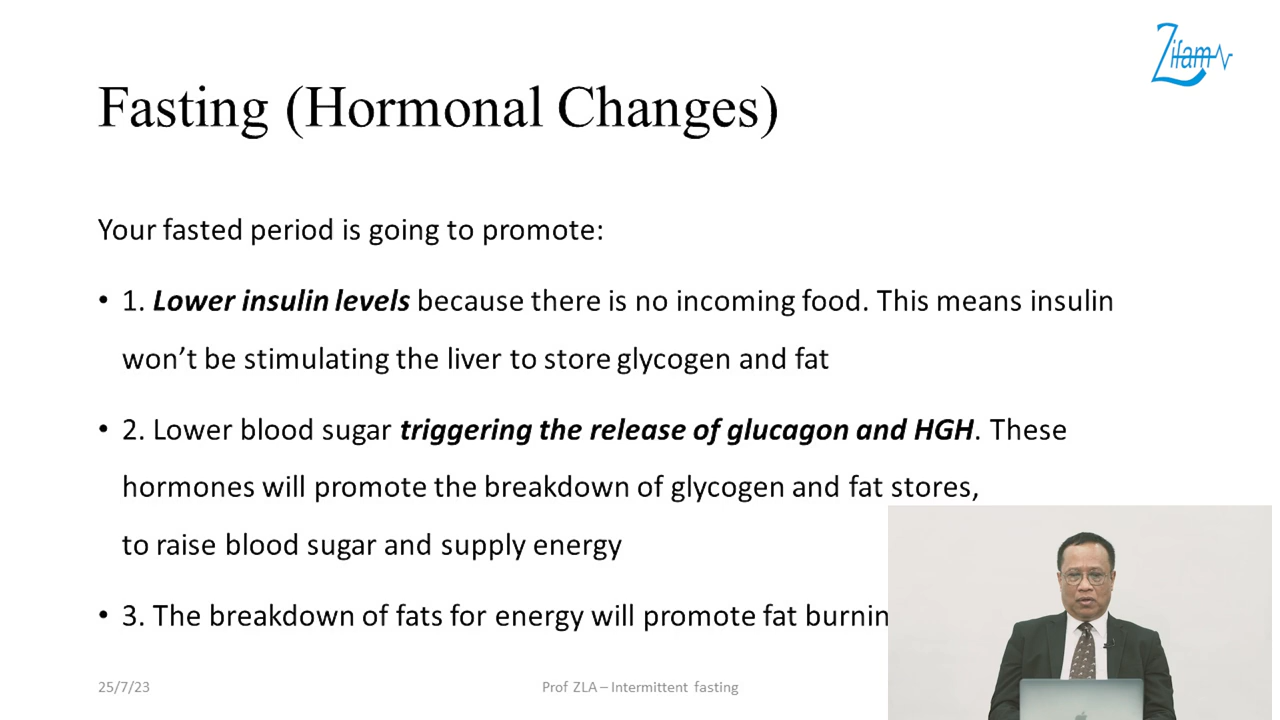 Zifam
Fasting (Hormonal Changes)
Your fasted period is going to promote:
• 1. Lower insulin levels because there is no incoming food. This means insulin
won’t be stimulating the liver to store glycogen and fat
• 2. Lower blood sugar triggering the release of glucagon and HGH. These
hormones will promote the breakdown of glycogen and fat stores,
to raise blood sugar and supply energy
• 3. The breakdown of fats for energy will promote fat
25/7/23
Prof ZLA – Intermittent fasting